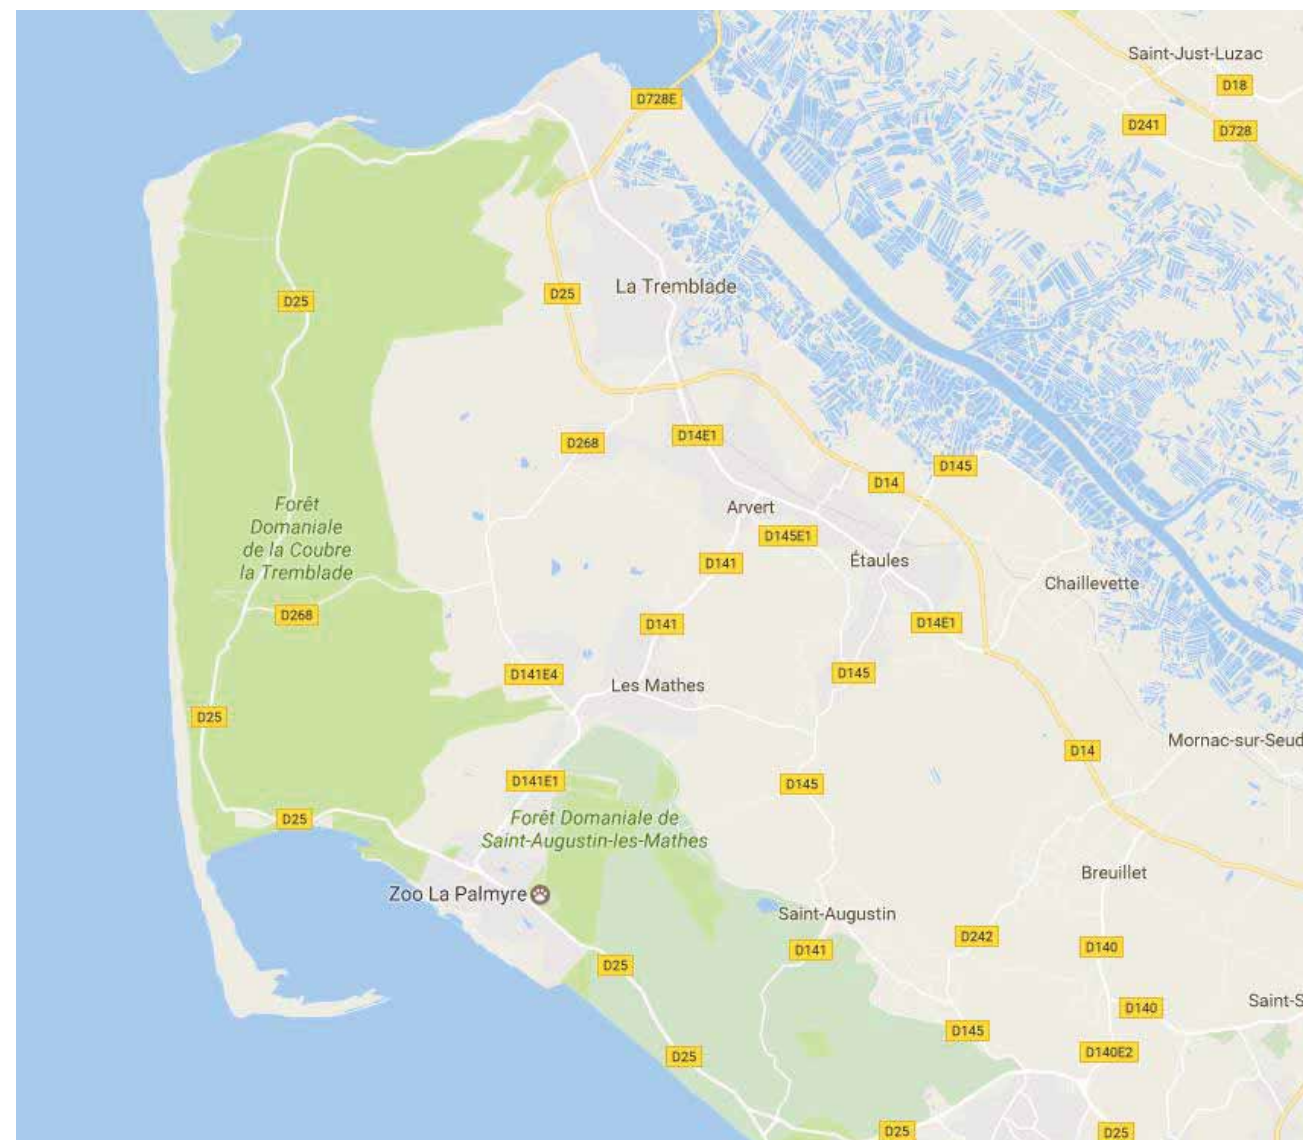 Saint-Just-Luzac
D18
D728E
D241
D728
La Tremblade
D25
D25
D14E1
D268
D145
D14
Forêt
Domaniale
de la Coubre
la Tremblade
Arvert
D145E1
D141
Étaules
Chaillevette
D268
D141
D14E1
D141E4
D145
Les Mathes
D25
Mornac-sur-Seud
D14
D141E1
D145
D25
Forêt Domaniale de
Saint-Augustin-les-Mathes
Breuillet
Zoo La Palmyre
Saint-Augustin
D242
D141
D140
D25
Saint-S
D140
D145
D25
D140E2
D25
D25